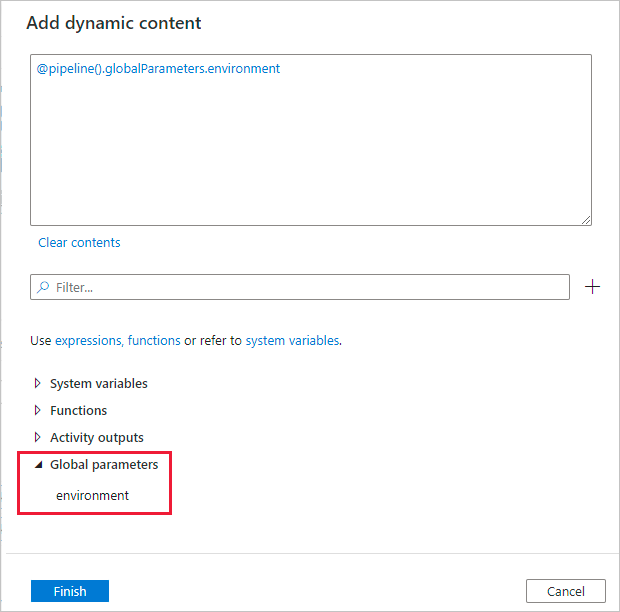 Add dynamic content
@pipeline().globalParameters.environment
Clear contents
Filter...
Use expressions, functions or refer to system variables.
System variables
Functions
Activity outputs
Global parameters
environment
Finish
Cancel